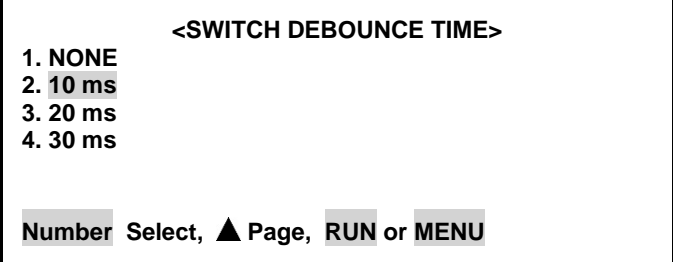 <SWITCH DEBOUNCE TIME>
1. NONE
2. 10 ms
3. 20 ms
4. 30 ms
Number Select, ▲ Page, RUN or MENU